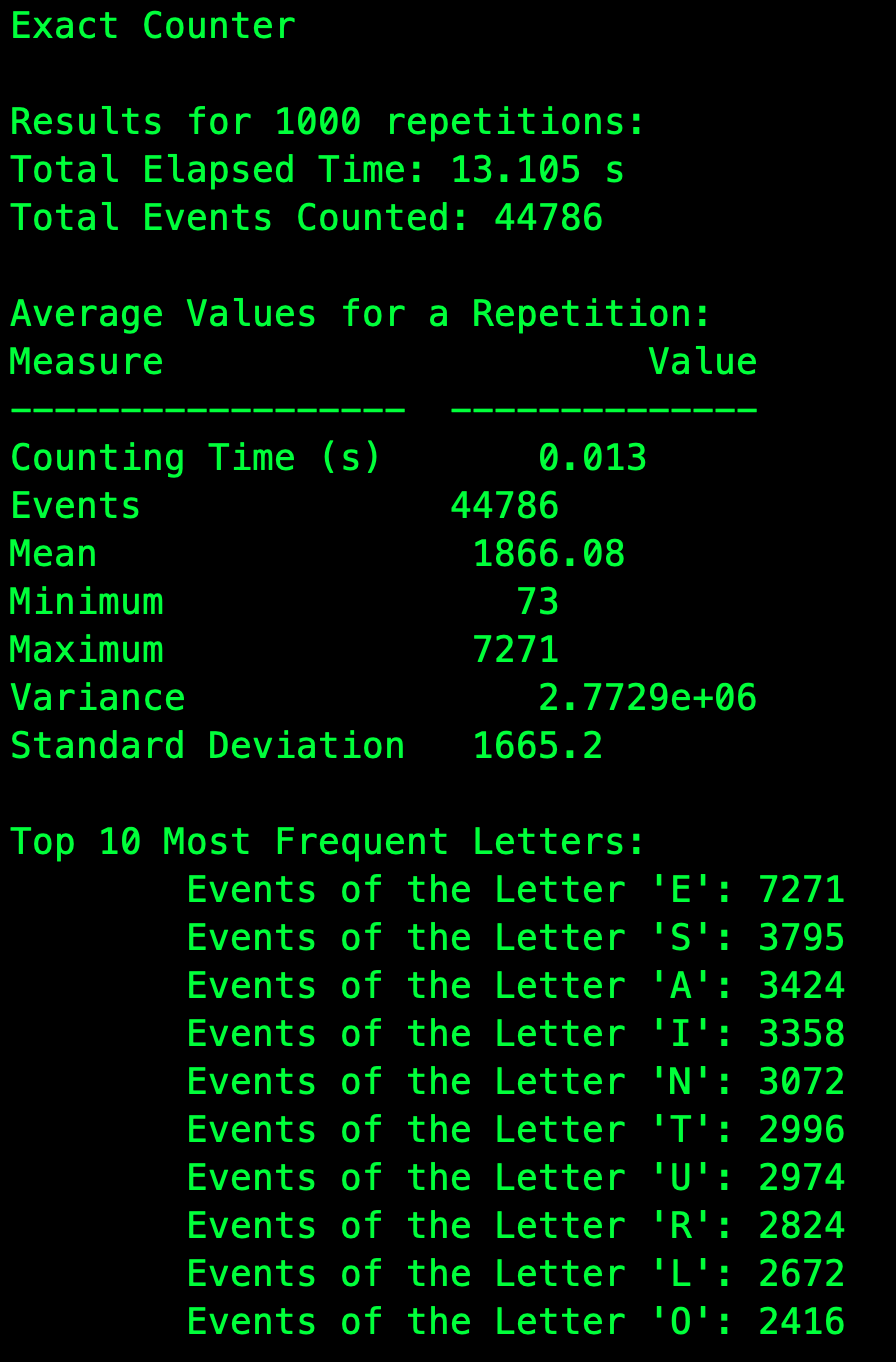 Exact Counter
Results for 1000 repetitions:
Total Elapsed Time: 13.105 s
Total Events Counted: 44786
Average Values for a Repetition:
Measure                      Value
------------------  --------------
Counting Time (s)       0.013
Events              44786
Mean                 1866.08
Minimum                73
Maximum              7271
Variance                2.7729e+06
Standard Deviation   1665.2
Top 10 Most Frequent Letters:
        Events of the Letter 'E': 7271
        Events of the Letter 'S': 3795
        Events of the Letter 'A': 3424
        Events of the Letter 'I': 3358
        Events of the Letter 'N': 3072
        Events of the Letter 'T': 2996
        Events of the Letter 'U': 2974
        Events of the Letter 'R': 2824
        Events of the Letter 'L': 2672
        Events of the Letter 'O': 2416